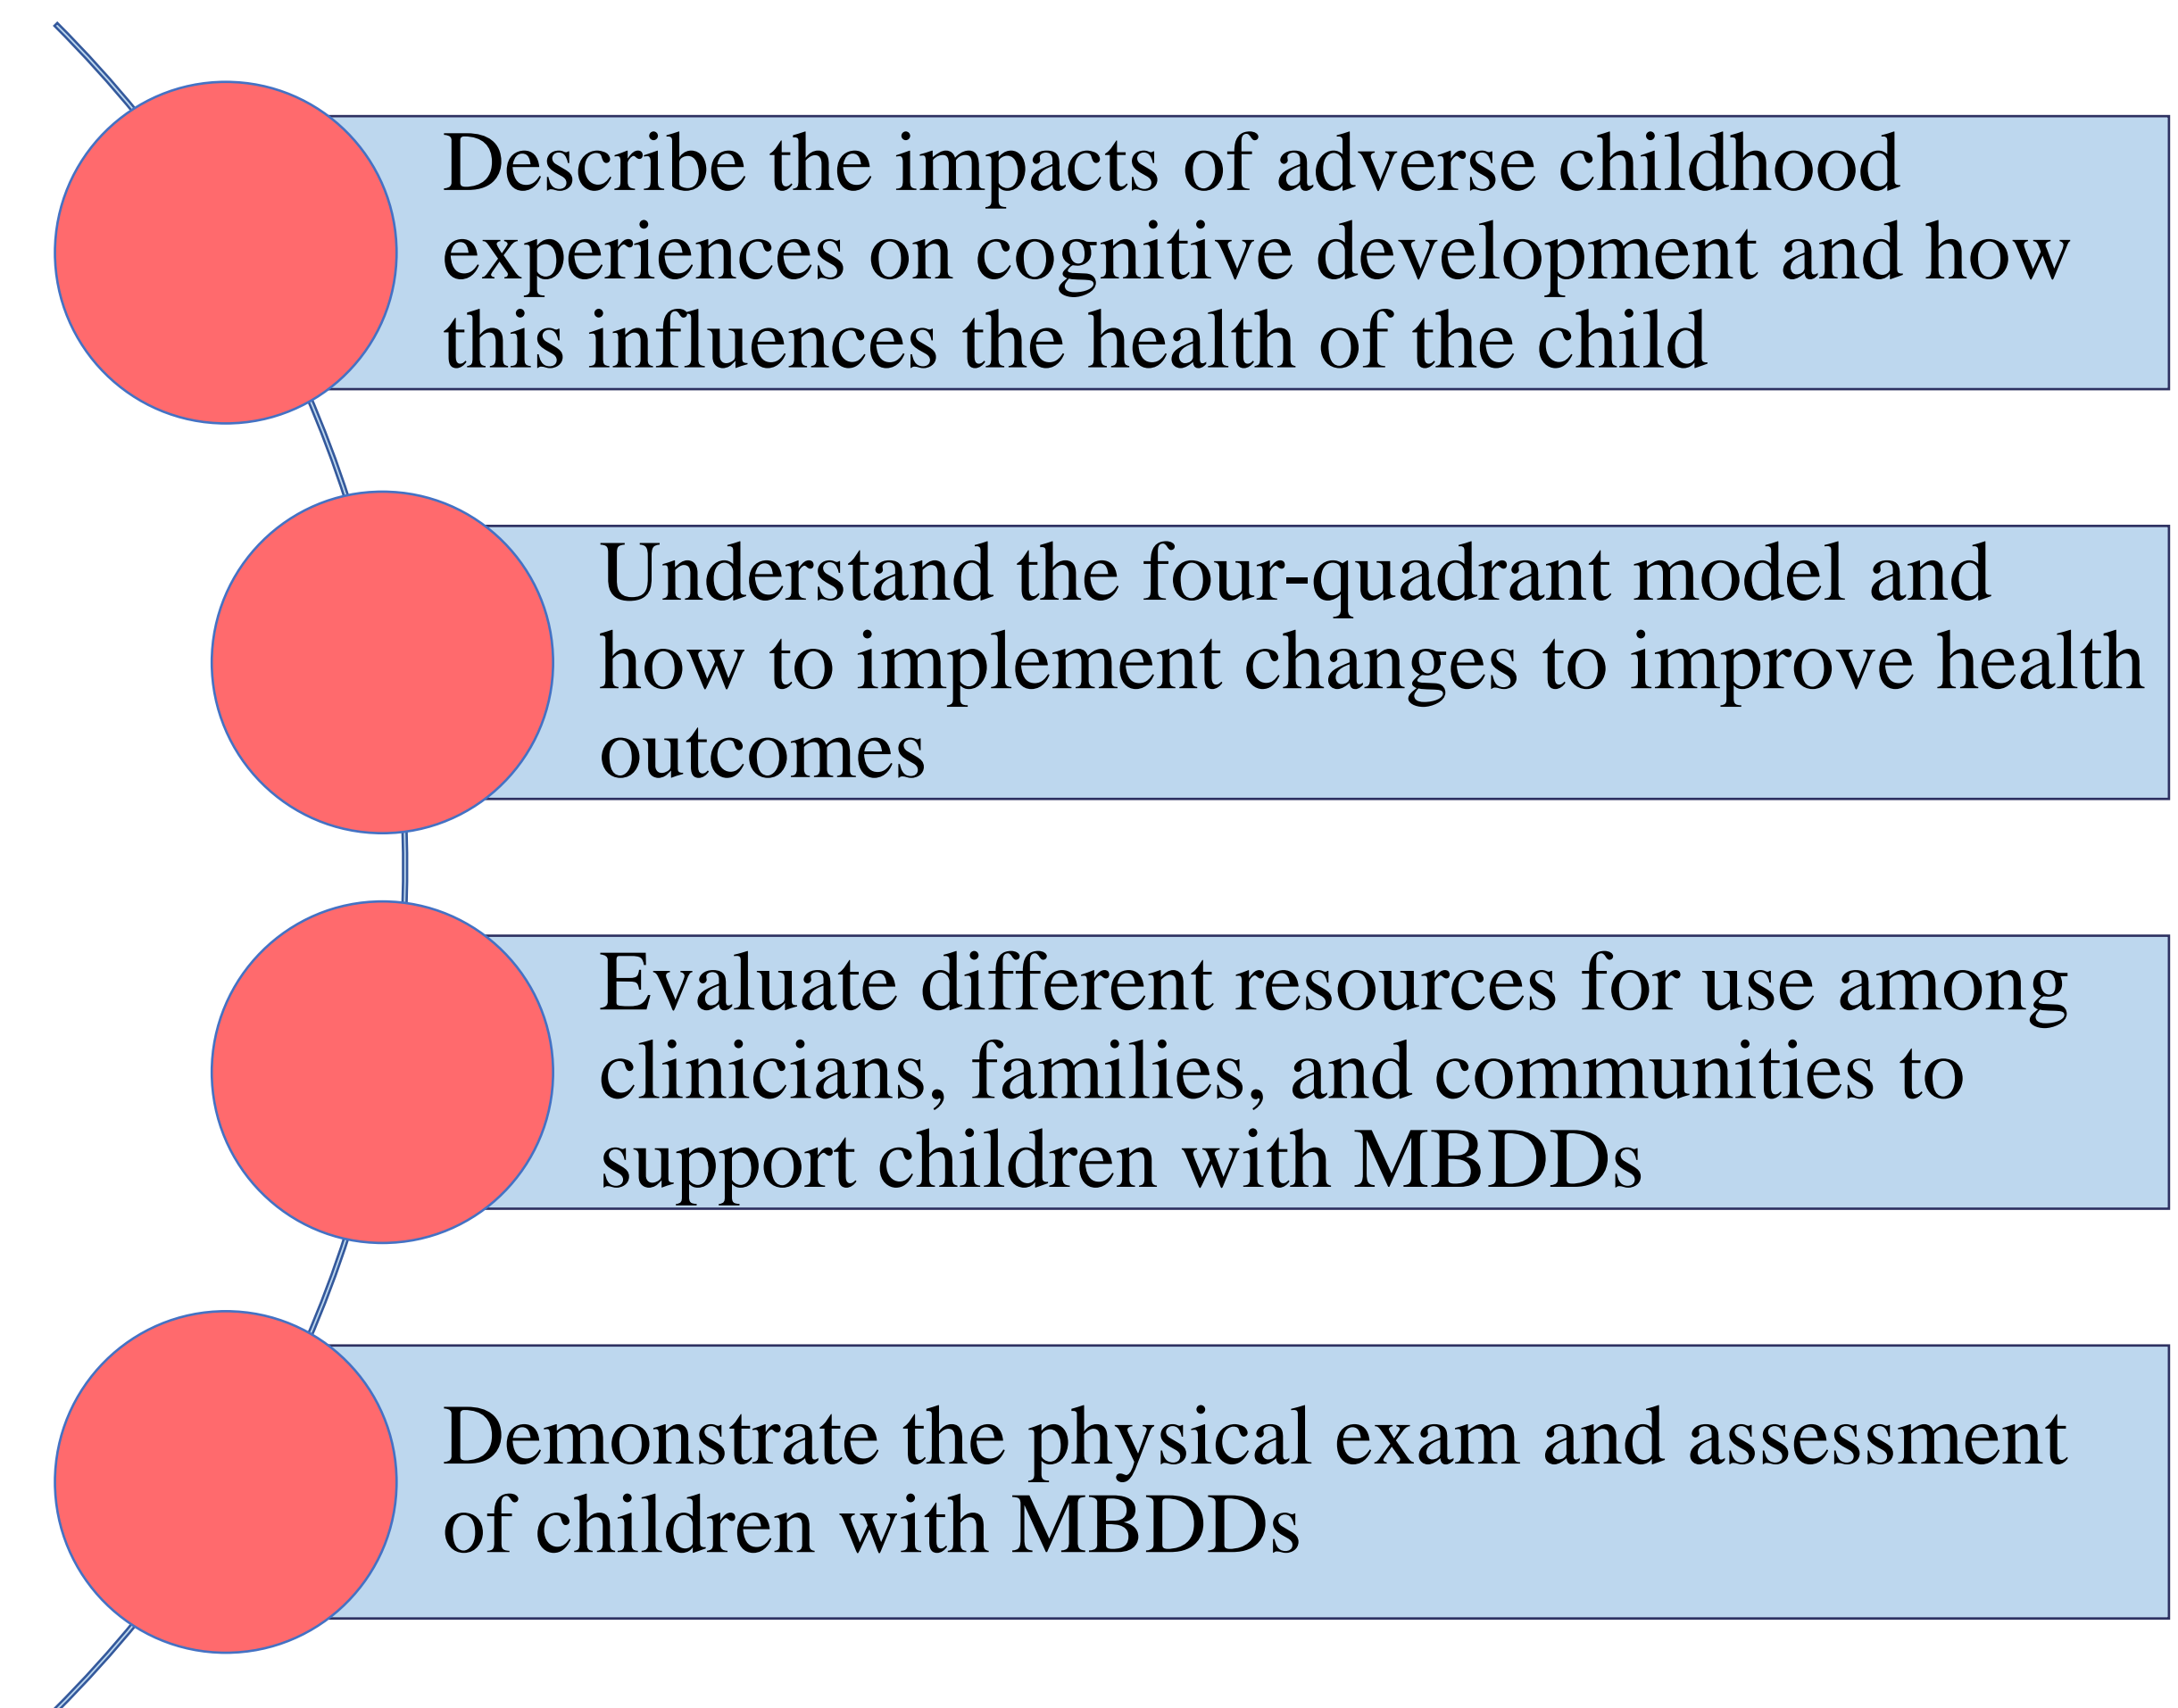 Describe the impacts of adverse childhood
experiences on cognitive development and how
this influences the health of the child
Understand the four-quadrant model and
how to implement changes to improve health
outcomes
Evaluate different resources for use among
clinicians, families, and communities to
support children with MBDDs
Demonstrate the physical exam and assessment
of children with MBDDs